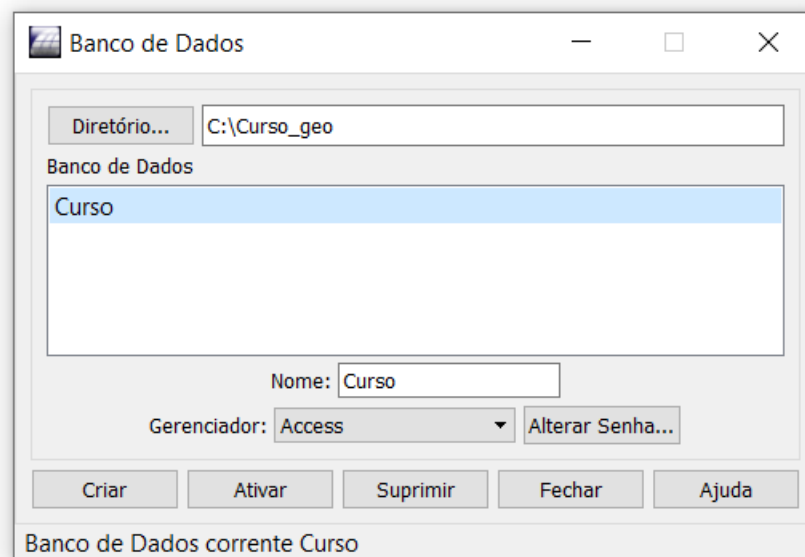 Banco de Dados
Diretório... C:\Curso_geo
Banco de Dados
Curso
Nome: Curso
Gerenciador: Access Alterar Senha...
Criar Ativar Suprimir Fechar Ajuda
Banco de Dados corrente Curso